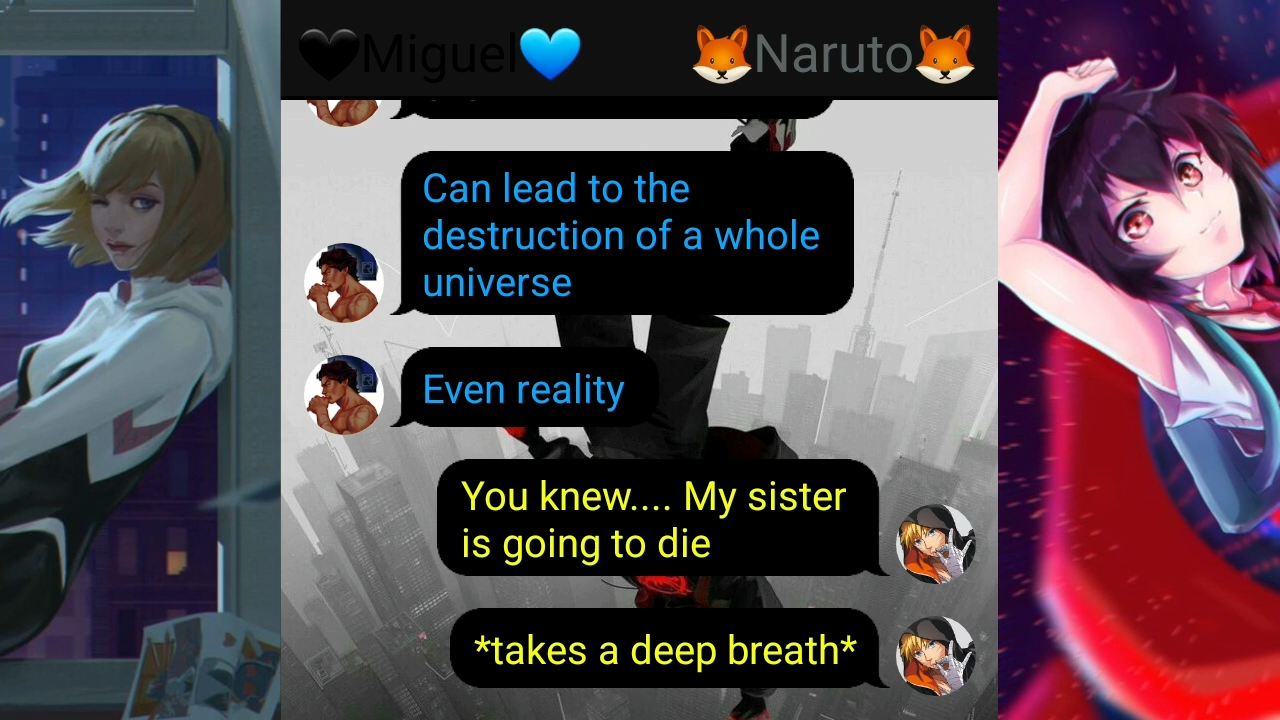 🖤Miguel💙 🦊Naruto🦊
Can lead to the
destruction of a whole
universe
Even reality
You knew.... My sister
is going to die
*takes a deep breath*